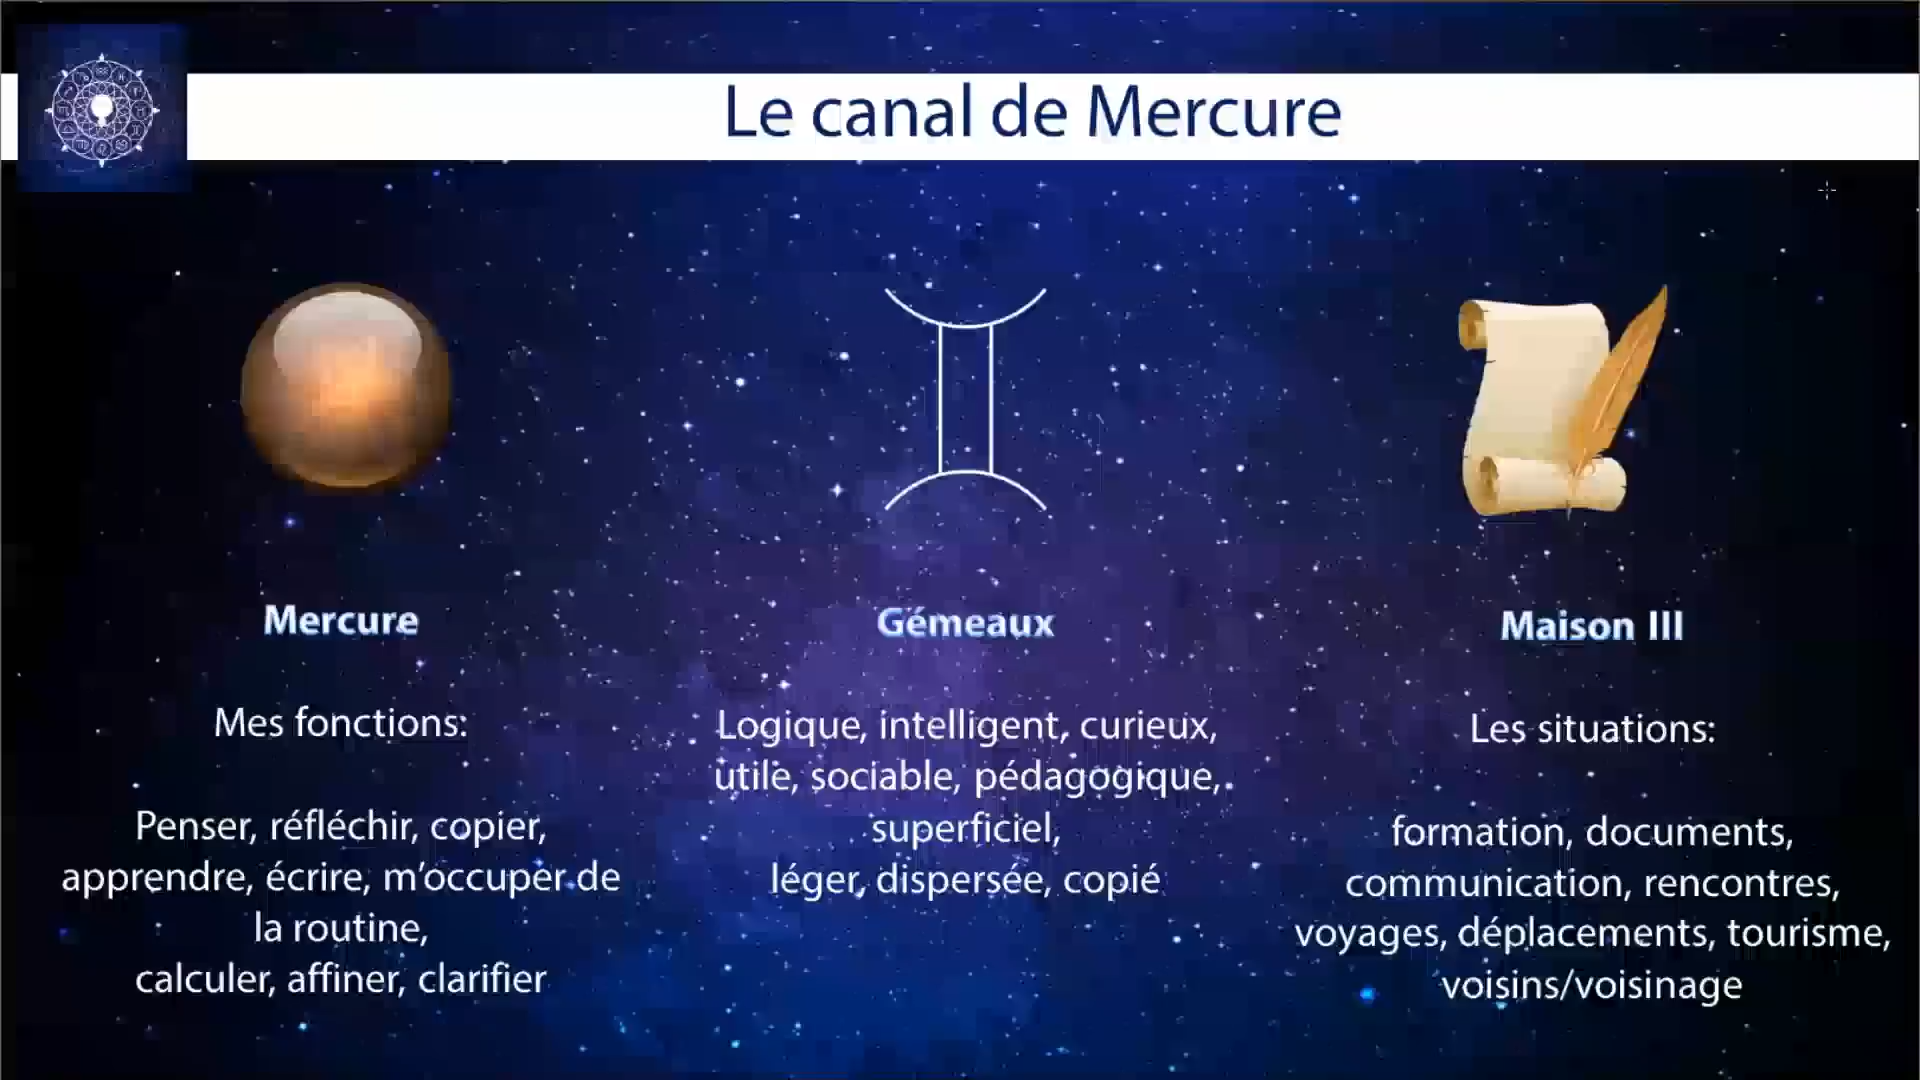 Le canal de Mercure
Mercure
Mes fonctions:
Penser, réfléchir, copier,
apprendre, écrire, m'occuper de
la routine,
calculer, affiner, clarifier
Gémeaux
Logique, intelligent, curieux,
utile, sociable, pédagogique,
superficiel,
léger, dispersée, copié
Maison III
Les situations:
formation, documents,
communication, rencontres,
voyages, déplacements, tourisme,
voisins/voisinage